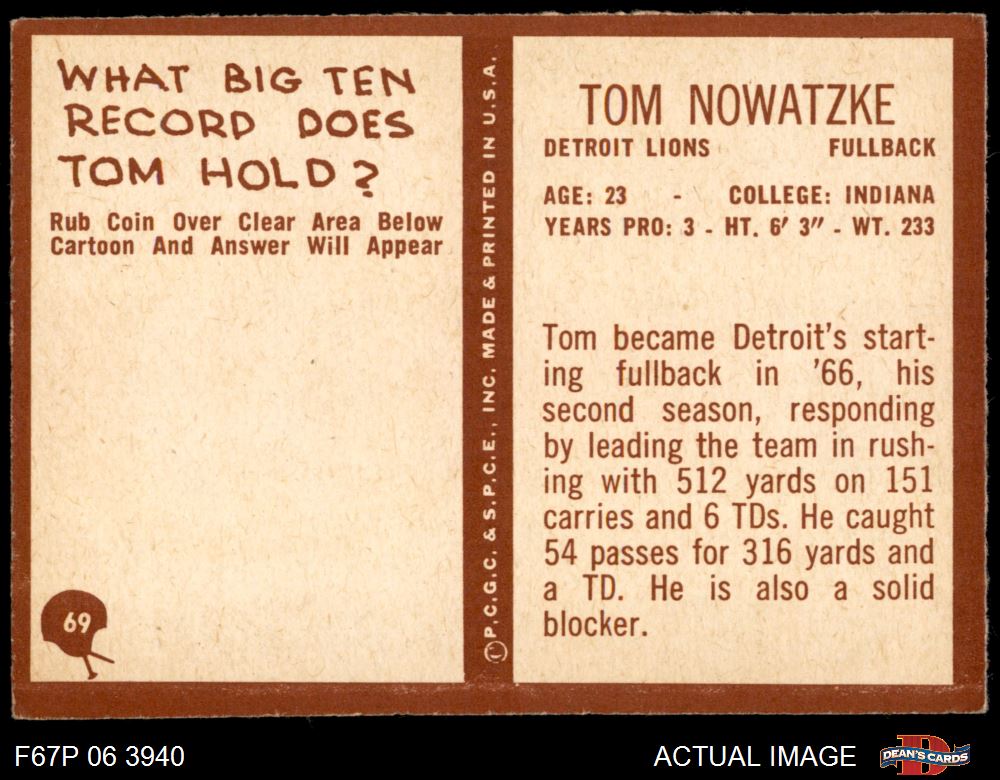 WHAT BIG TEN
RECORD DOES
TOM HOLD?
Rub Coin Over Clear Area Below
Cartoon And Answer Will Appear
69
©P.C.G.C. & S.P.C.E., INC. MADE & PRINTED IN U.S.A.
TOM NOWATZKE
DETROIT LIONS FULLBACK
AGE: 23 - COLLEGE: INDIANA
YEARS PRO: 3 - HT. 6' 3" - WT. 233
Tom became Detroit's start-
ing fullback in '66, his
second season, responding
by leading the team in rush-
ing with 512 yards on 151
carries and 6 TDs. He caught
54 passes for 316 yards and
a TD. He is also a solid
blocker.
F67P 06 3940
ACTUAL IMAGE
D
DEAN'S CARDS